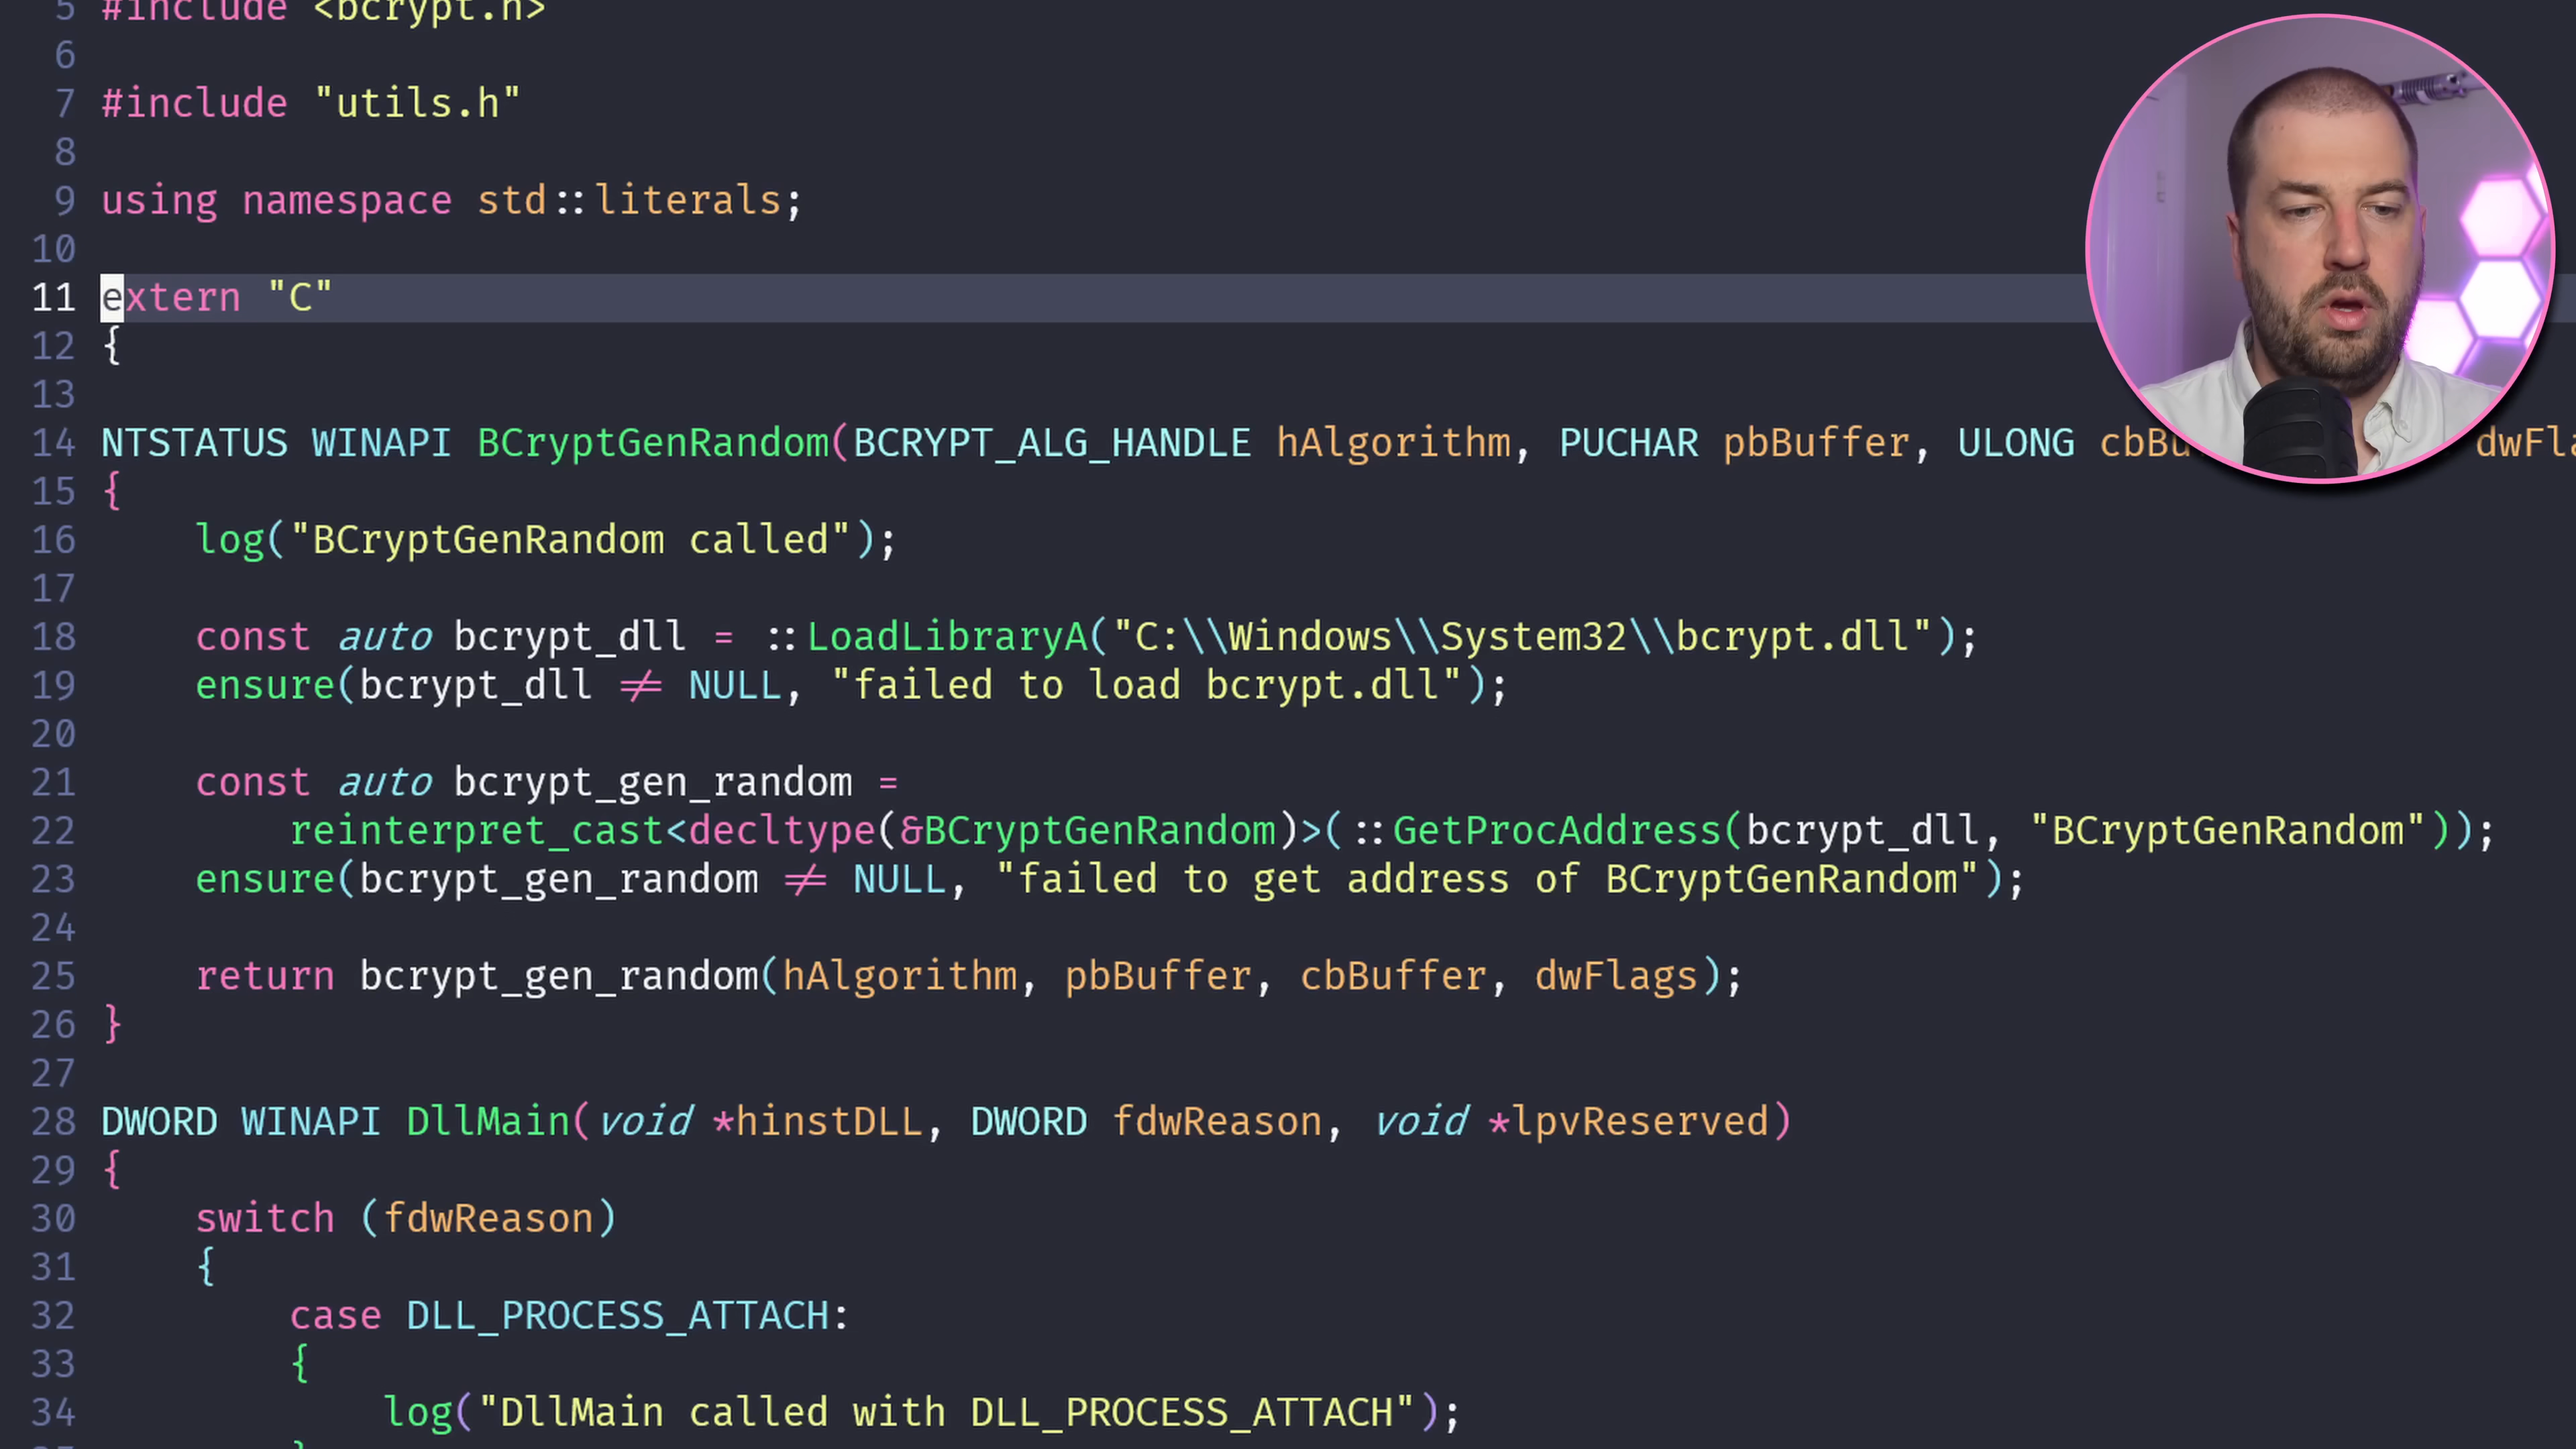 5 #include <bcrypt.h>
6
7 #include "utils.h"
8
9 using namespace std::literals;
10
11 extern "C"
12 {
13
14 NTSTATUS WINAPI BCryptGenRandom(BCRYPT_ALG_HANDLE hAlgorithm, PUCHAR pbBuffer, ULONG
15 {
16     log("BCryptGenRandom called");
17
18     const auto bcrypt_dll = ::LoadLibraryA("C:\\Windows\\System32\\bcrypt.dll");
19     ensure(bcrypt_dll ≠ NULL, "failed to load bcrypt.dll");
20
21     const auto bcrypt_gen_random =
22         reinterpret_cast<decltype(&BCryptGenRandom)>(::GetProcAddress(bcrypt_dll, "BCryptGenRandom"));
23     ensure(bcrypt_gen_random ≠ NULL, "failed to get address of BCryptGenRandom");
24
25     return bcrypt_gen_random(hAlgorithm, pbBuffer, cbBuffer, dwFlags);
26 }
27
28 DWORD WINAPI DllMain(void *hinstDLL, DWORD fdwReason, void *lpvReserved)
29 {
30     switch (fdwReason)
31     {
32         case DLL_PROCESS_ATTACH:
33         {
34             log("DllMain called with DLL_PROCESS_ATTACH");